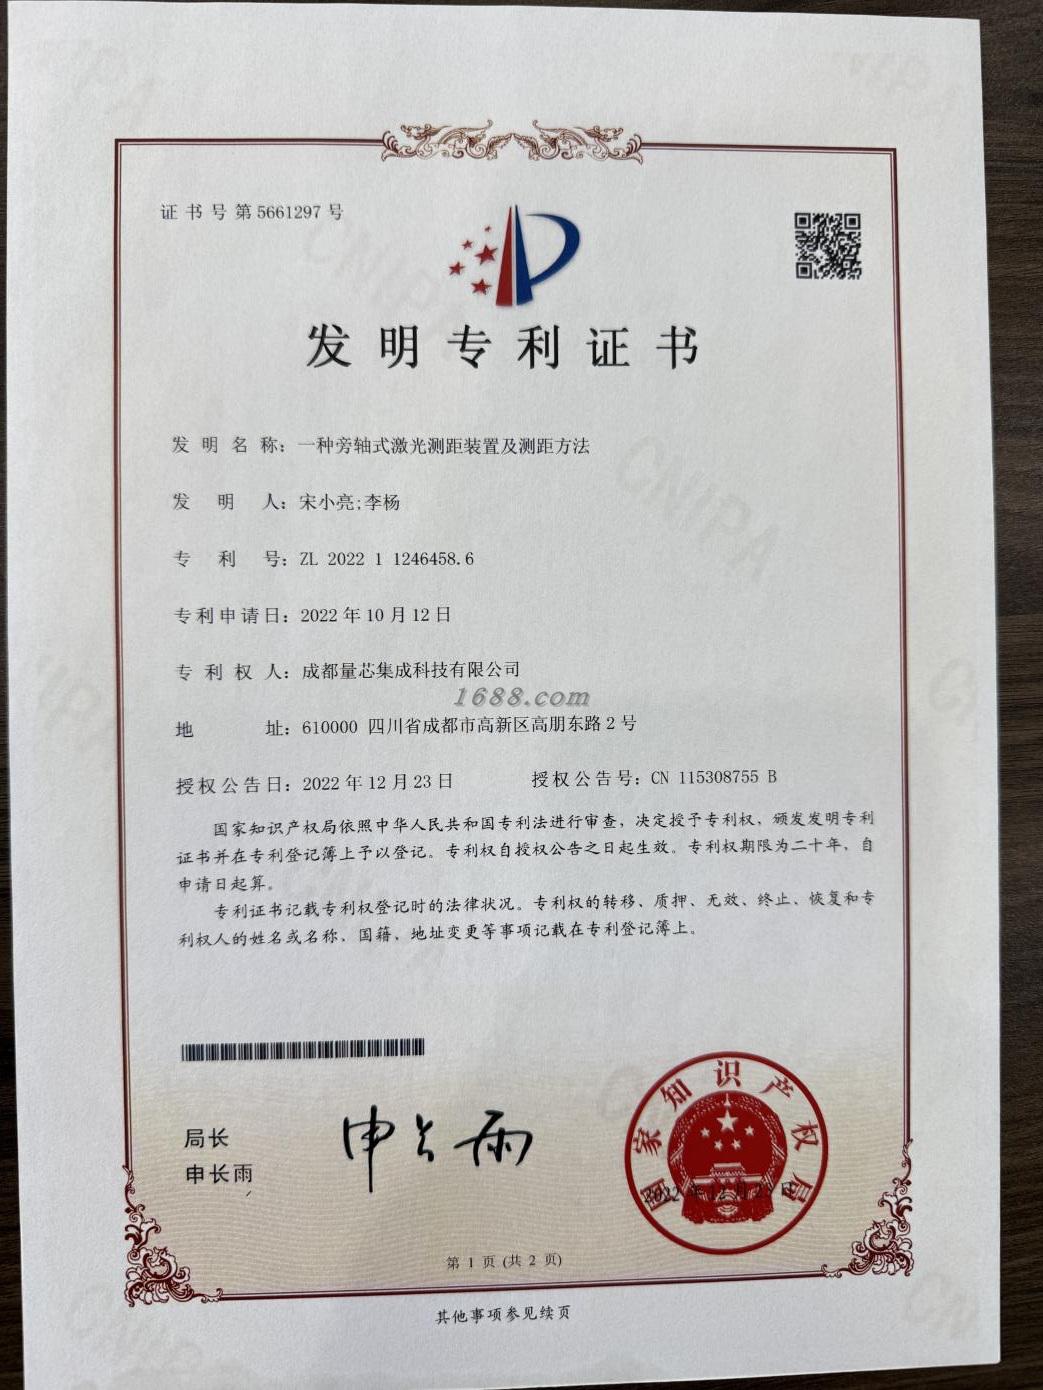 证书号第5661297号
发明专利证书
发明名称：一种旁轴式激光测距装置及测距方法
发明人：宋小亮;李杨
专利号：ZL 2022 1 1246458.6
专利申请日：2022年10月12日
专利权人：成都量芯集成科技有限公司
1688.com
地址：610000 四川省成都市高新区高朋东路2号
授权公告日：2022年12月23日 授权公告号：CN 115308755 B
国家知识产权局依照中华人民共和国专利法进行审查，决定授予专利权，颁发发明专利
证书并在专利登记簿上予以登记。专利权自授权公告之日起生效。专利权期限为二十年，自
申请日起算。
专利证书记载专利权登记时的法律状况。专利权的转移、质押、无效、终止、恢复和专
利权人的姓名或名称、国籍、地址变更等事项记载在专利登记簿上。
局长
申长雨
申长雨
国家知识产权局
2022年12月23日
第 1 页 (共 2 页)
其他事项参见续页
CNIPA